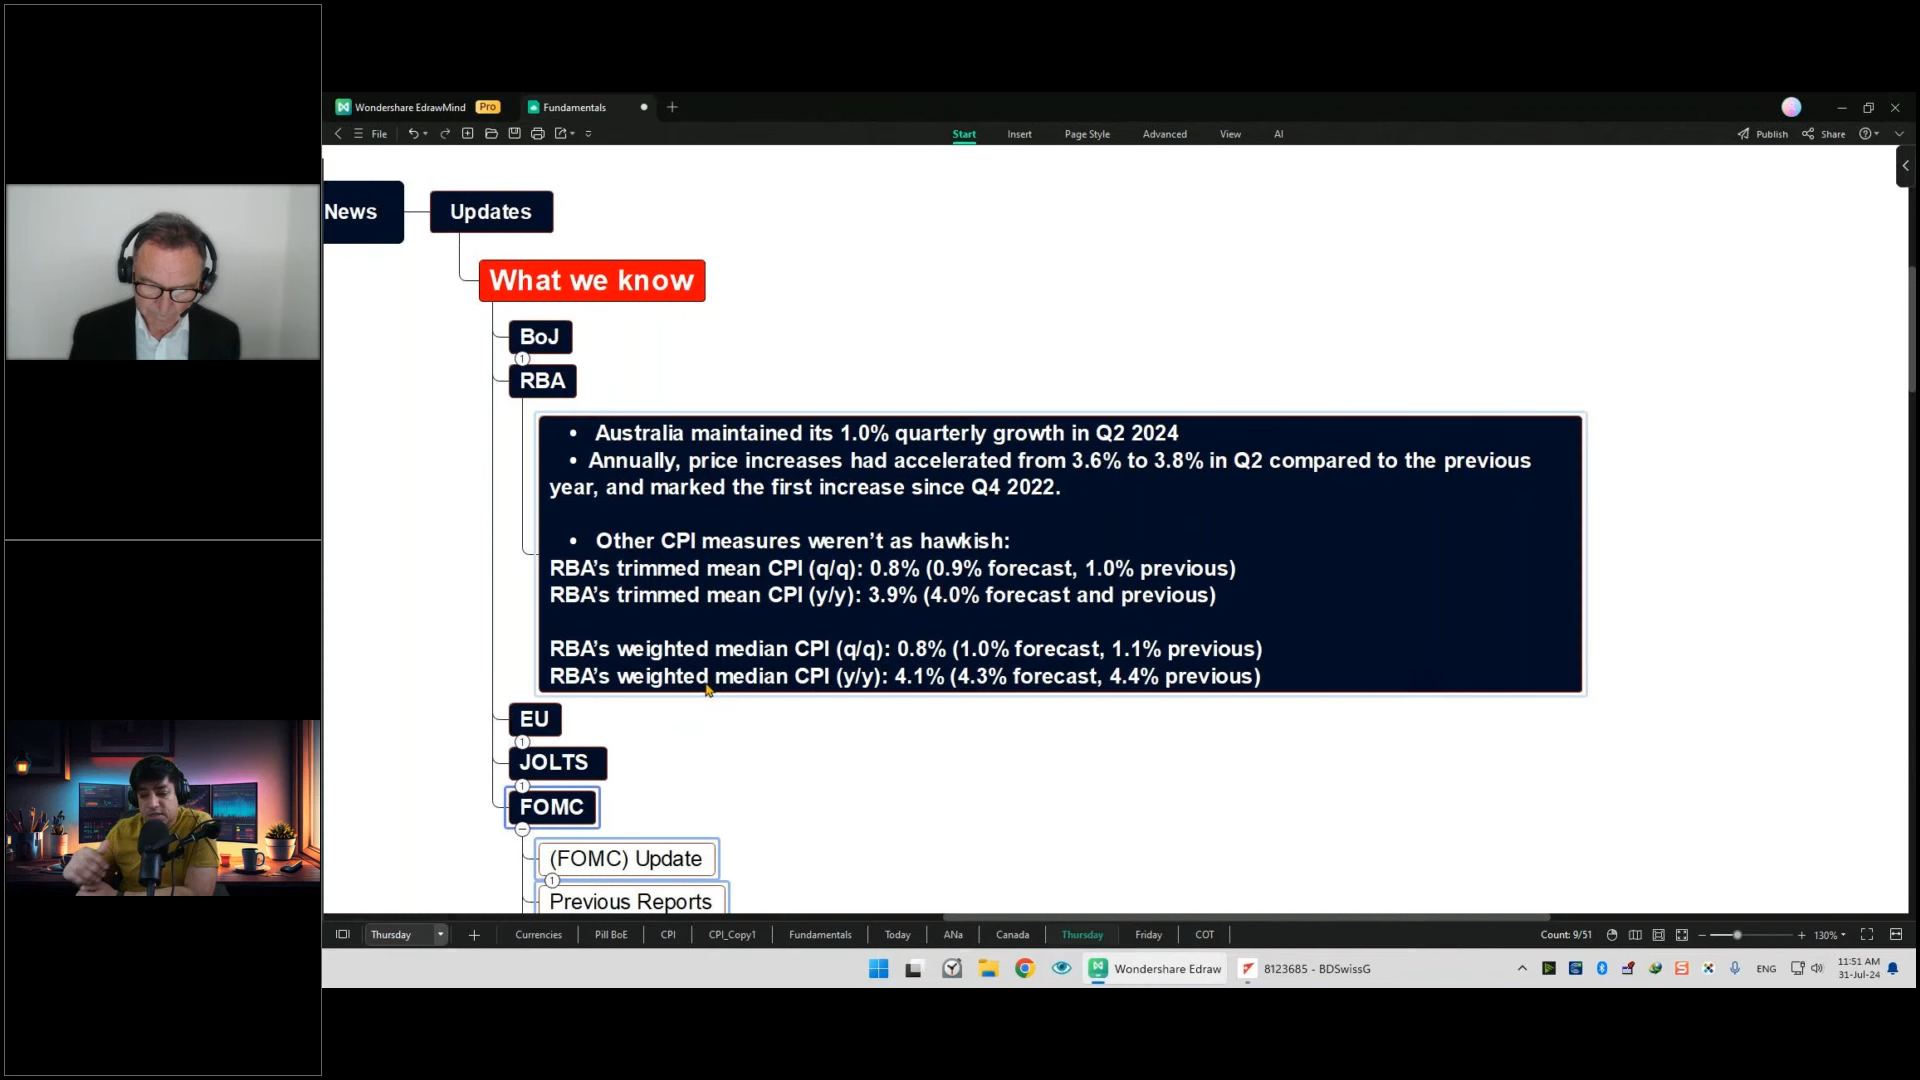 Wondershare EdrawMind Pro
Fundamentals
File
Start Insert Page Style Advanced View AI
Publish Share
News
Updates
What we know
BoJ
1
RBA
• Australia maintained its 1.0% quarterly growth in Q2 2024
• Annually, price increases had accelerated from 3.6% to 3.8% in Q2 compared to the previous
year, and marked the first increase since Q4 2022.
• Other CPI measures weren’t as hawkish:
RBA’s trimmed mean CPI (q/q): 0.8% (0.9% forecast, 1.0% previous)
RBA’s trimmed mean CPI (y/y): 3.9% (4.0% forecast and previous)
RBA’s weighted median CPI (q/q): 0.8% (1.0% forecast, 1.1% previous)
RBA’s weighted median CPI (y/y): 4.1% (4.3% forecast, 4.4% previous)
EU
1
JOLTS
1
FOMC
(FOMC) Update
1
Previous Reports
Thursday
Currencies Pill BoE CPI CPI_Copy1 Fundamentals Today ANa Canada Thursday Friday COT
Count: 9/51
130%
Wondershare Edraw
8123685 - BDSwissG
ENG
11:51 AM
31-Jul-24